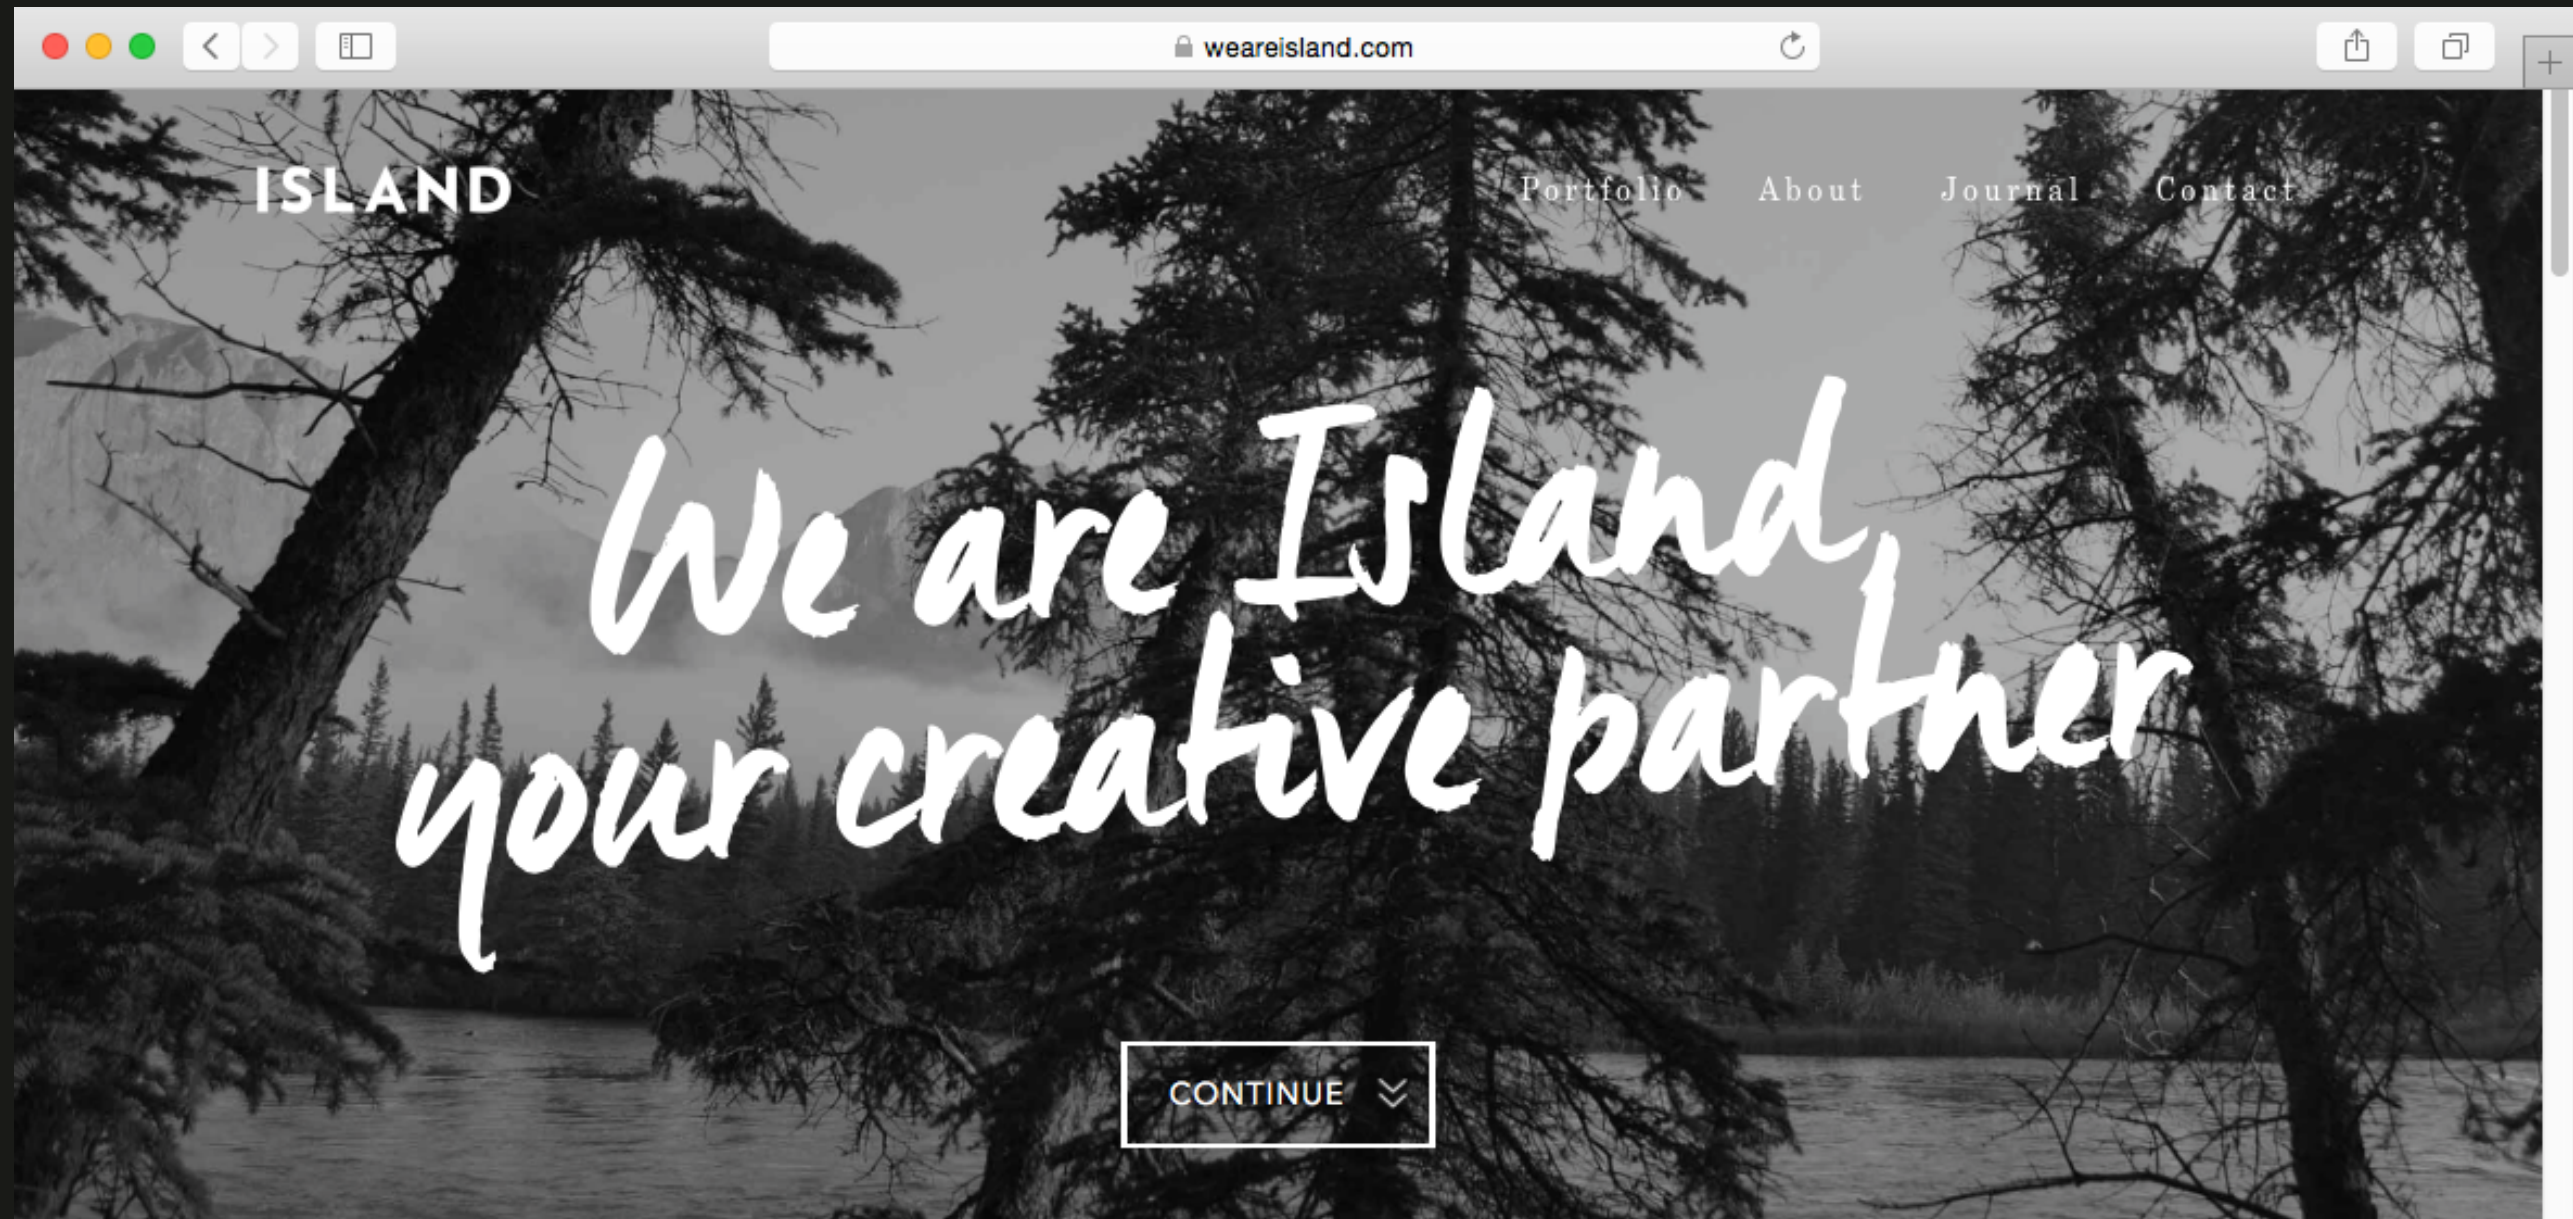 weareisland.com
ISLAND
Portfolio About Journal Contact
We are Island,
your creative partner
CONTINUE